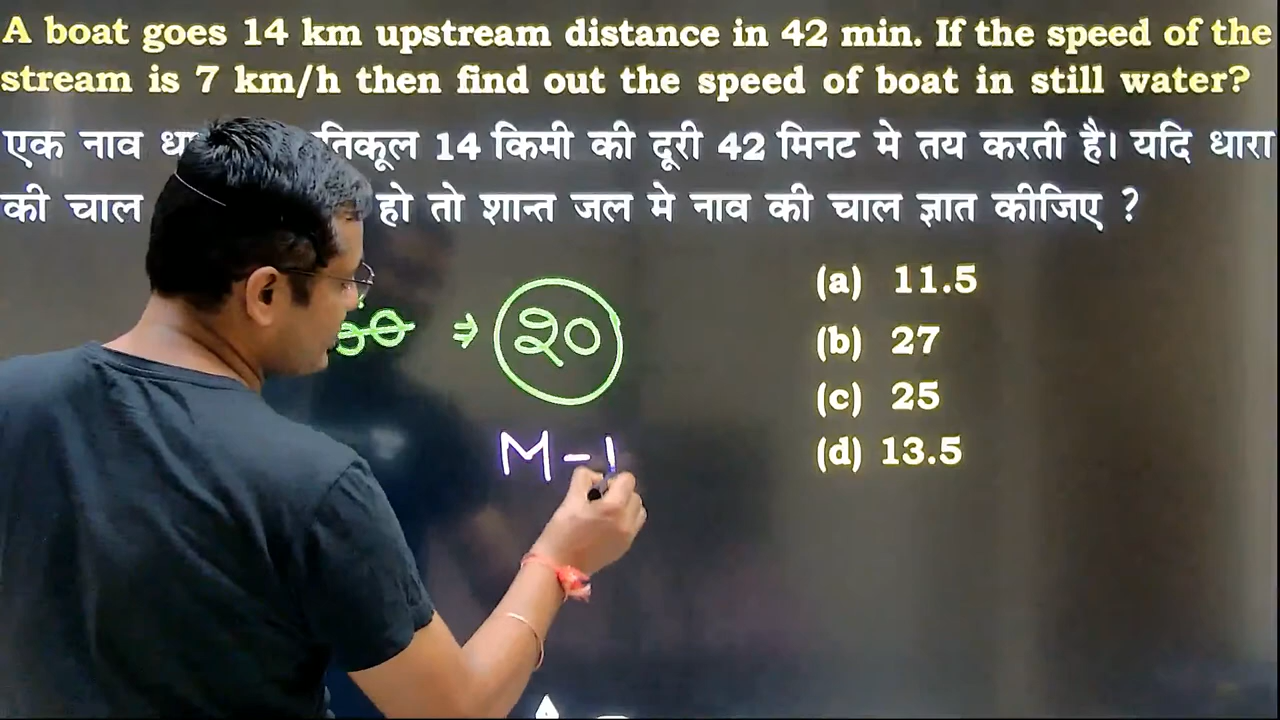 A boat goes 14 km upstream distance in 42 min. If the speed of the
stream is 7 km/h then find out the speed of boat in still water?
एक नाव तिकूल 14 किमी की दूरी 42 मिनट मे तय करती है। यदि धारा
की चाल हो तो शान्त जल मे नाव की चाल ज्ञात कीजिए ?
(a) 11.5
⇒ 20
(b) 27
(c) 25
M-1
(d) 13.5